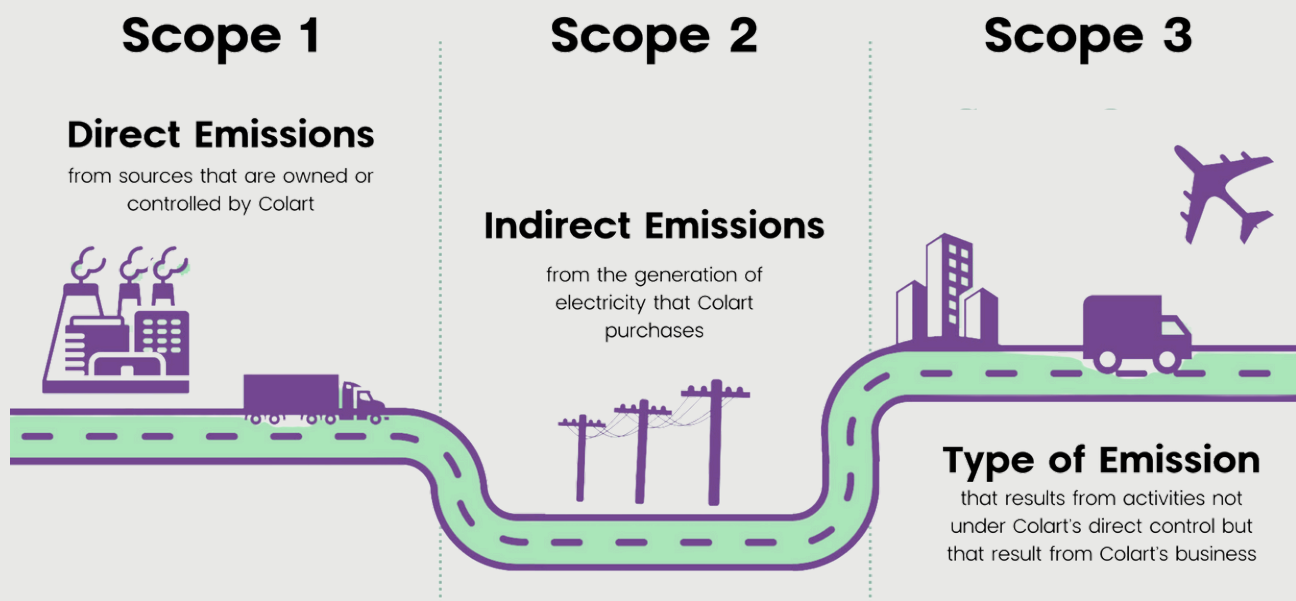 Scope 1
Direct Emissions
from sources that are owned or
controlled by Colart
Scope 2
Indirect Emissions
from the generation of
electricity that Colart
purchases
Scope 3
Type of Emission
that results from activities not
under Colart's direct control but
that result from Colart's business